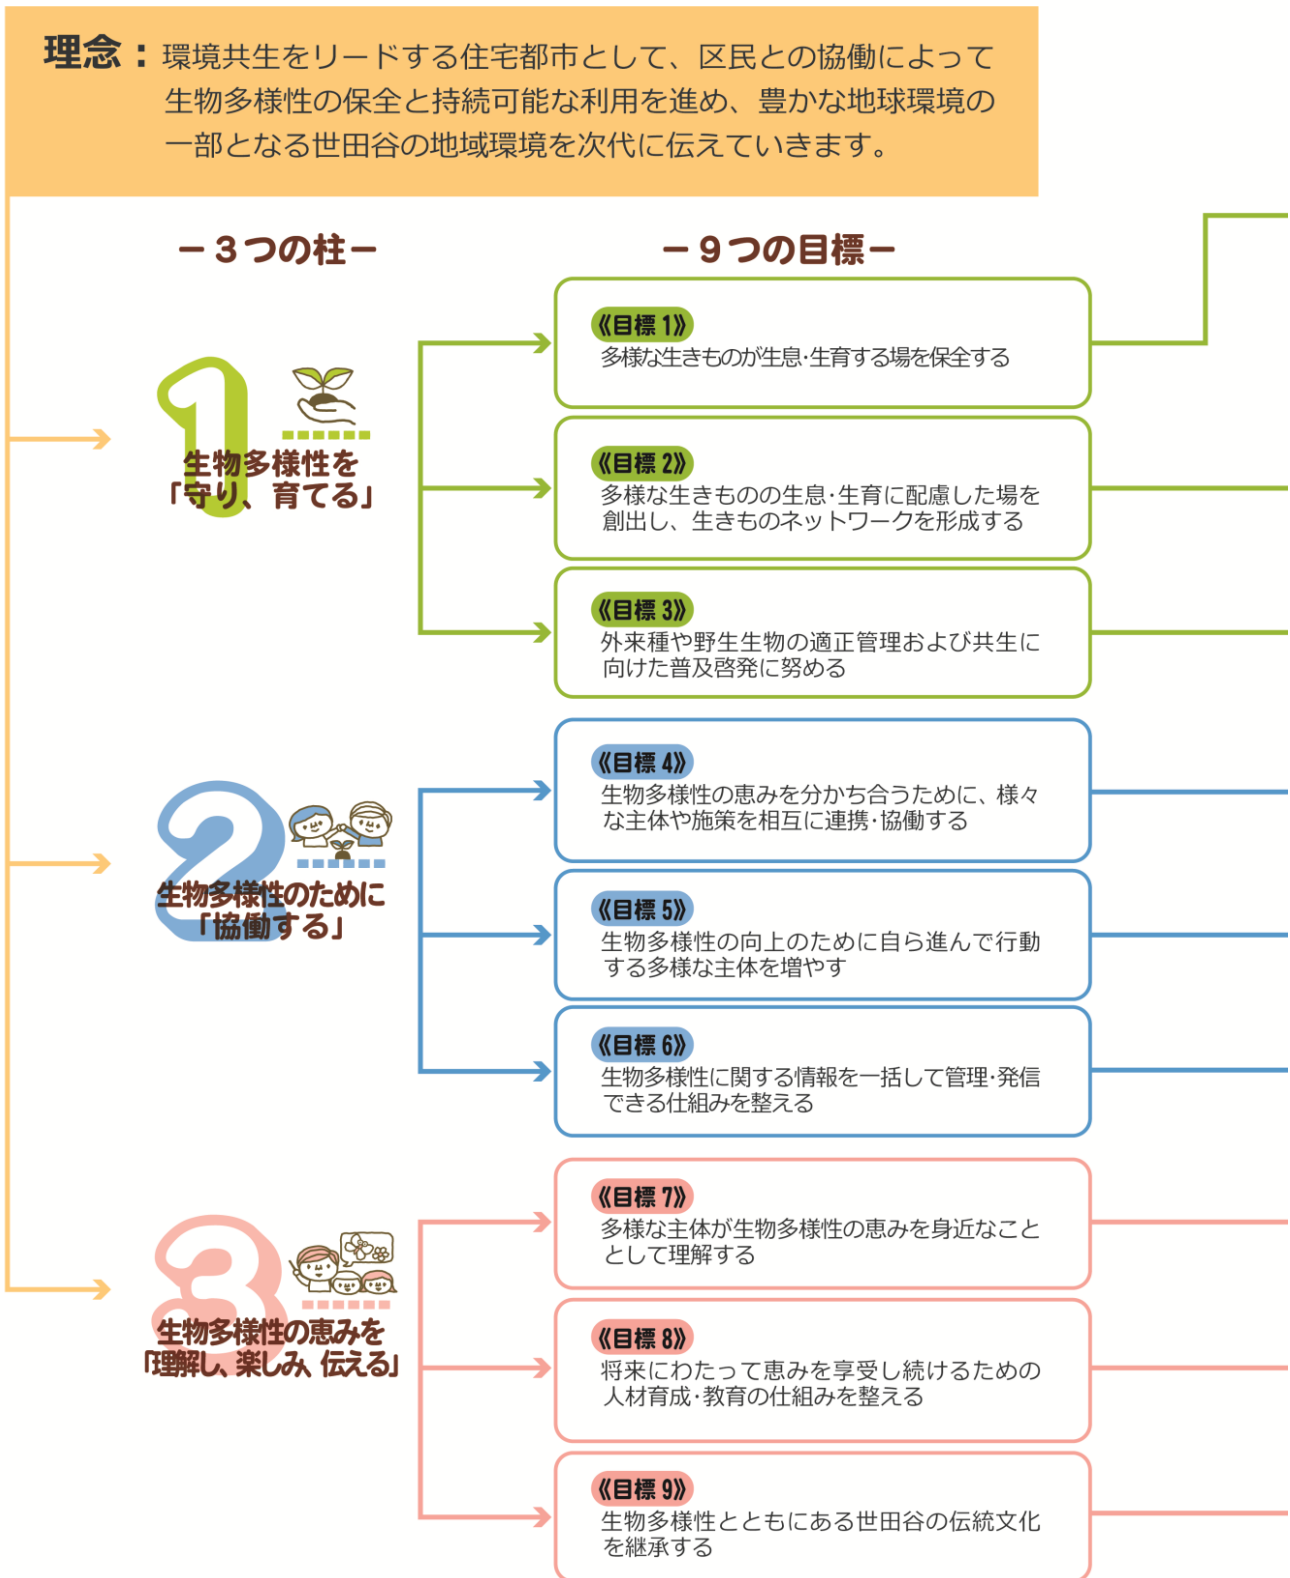 理念：環境共生をリードする住宅都市として、区民との協働によって
生物多様性の保全と持続可能な利用を進め、豊かな地球環境の
一部となる世田谷の地域環境を次代に伝えていきます。
－３つの柱－
－９つの目標－
1
生物多様性を
「守り、育てる」
《目標 1》
多様な生きものが生息･生育する場を保全する
《目標 2》
多様な生きものの生息･生育に配慮した場を
創出し、生きものネットワークを形成する
《目標 3》
外来種や野生生物の適正管理および共生に
向けた普及啓発に努める
2
生物多様性のために
「協働する」
《目標 4》
生物多様性の恵みを分かち合うために、様々
な主体や施策を相互に連携･協働する
《目標 5》
生物多様性の向上のために自ら進んで行動
する多様な主体を増やす
《目標 6》
生物多様性に関する情報を一括して管理･発信
できる仕組みを整える
3
生物多様性の恵みを
「理解し、楽しみ、伝える」
《目標 7》
多様な主体が生物多様性の恵みを身近なこと
として理解する
《目標 8》
将来にわたって恵みを享受し続けるための
人材育成･教育の仕組みを整える
《目標 9》
生物多様性とともにある世田谷の伝統文化
を継承する